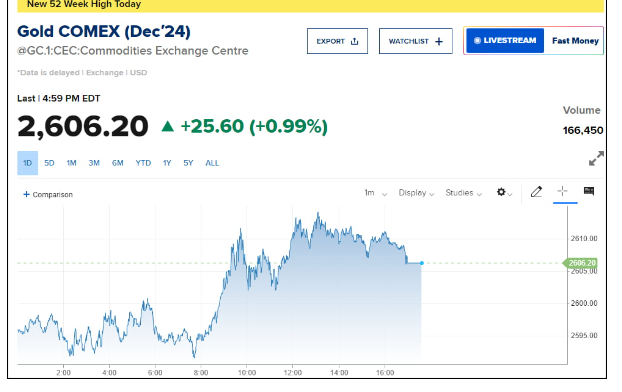 New 52 Week High Today
Gold COMEX (Dec'24)
@GC.1:CEC:Commodities Exchange Centre
EXPORT
WATCHLIST +
LIVESTREAM
Fast Money
*Data is delayed | Exchange | USD
Last | 4:59 PM EDT
2,606.20 ▲ +25.60 (+0.99%)
Volume
166,450
1D 5D 1M 3M 6M YTD 1Y 5Y ALL
+ Comparison
1m Display Studies
2610.00
2606.20
2605.00
2600.00
2595.00
2:00 4:00 6:00 8:00 10:00 12:00 14:00 16:00